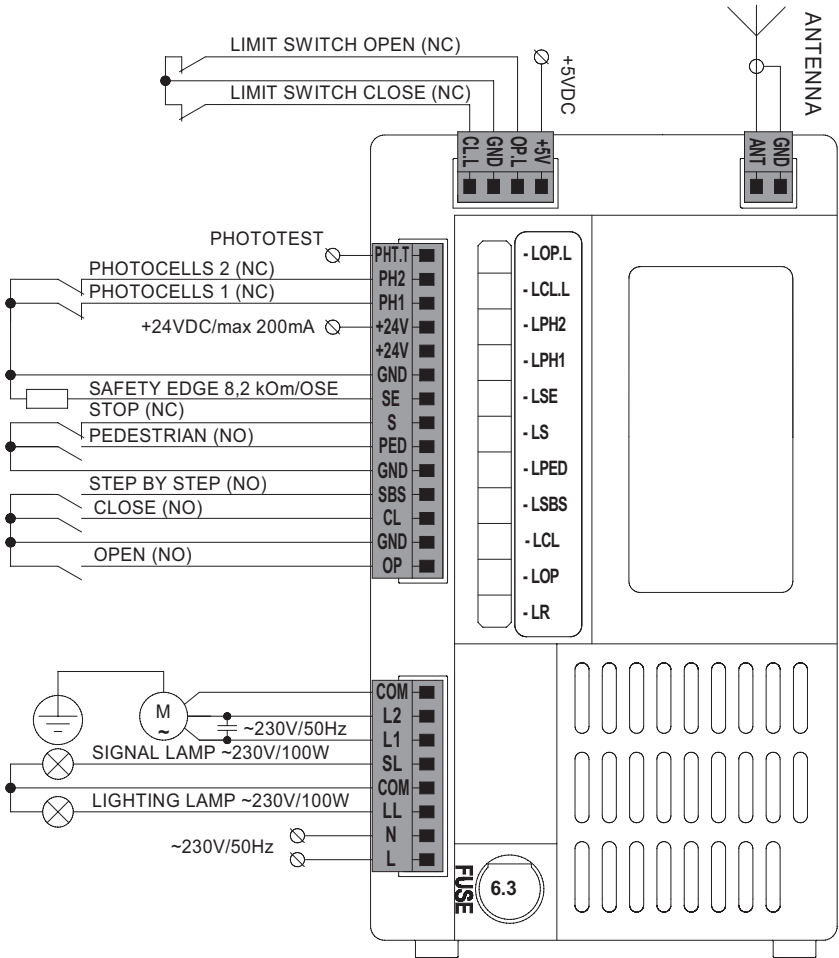 LIMIT SWITCH OPEN (NC)
LIMIT SWITCH CLOSE (NC)
+5VDC
ANTENNA
CL.L
GND
OP.L
+5V
ANT
GND
PHOTOTEST
PHT.T
PHOTOCELLS 2 (NC)
PH2
PHOTOCELLS 1 (NC)
PH1
+24VDC/max 200mA
+24V
+24V
GND
SAFETY EDGE 8,2 kOm/OSE
SE
STOP (NC)
S
PEDESTRIAN (NO)
PED
GND
STEP BY STEP (NO)
SBS
CLOSE (NO)
CL
GND
OPEN (NO)
OP
- LOP.L
- LCL.L
- LPH2
- LPH1
- LSE
- LS
- LPED
- LSBS
- LCL
- LOP
- LR
M
~
COM
L2
~230V/50Hz
L1
SIGNAL LAMP ~230V/100W
SL
COM
LIGHTING LAMP ~230V/100W
LL
~230V/50Hz
N
L
FUSE
6.3